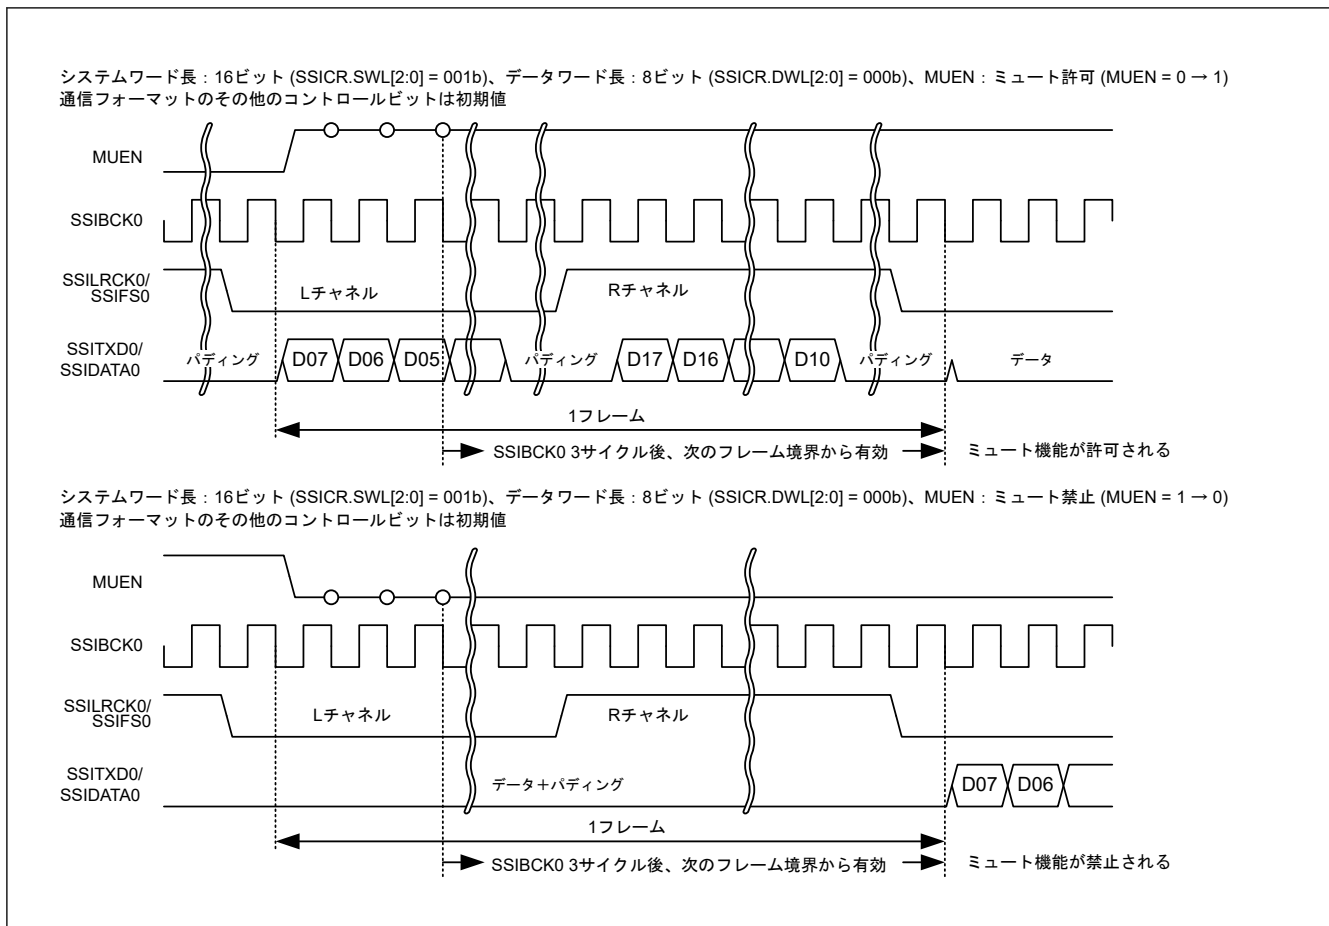 システムワード長：16ビット (SSICR.SWL[2:0] = 001b)、データワード長：8ビット (SSICR.DWL[2:0] = 000b)、MUEN：ミュート許可 (MUEN = 0 → 1)
通信フォーマットのその他のコントロールビットは初期値
MUEN
SSIBCK0
SSILRCK0/
SSIFS0
Lチャネル
Rチャネル
SSITXD0/
SSIDATA0
パディング
D07
D06
D05
パディング
D17
D16
D10
パディング
データ
1フレーム
SSIBCK0 3サイクル後、次のフレーム境界から有効
ミュート機能が許可される
システムワード長：16ビット (SSICR.SWL[2:0] = 001b)、データワード長：8ビット (SSICR.DWL[2:0] = 000b)、MUEN：ミュート禁止 (MUEN = 1 → 0)
通信フォーマットのその他のコントロールビットは初期値
MUEN
SSIBCK0
SSILRCK0/
SSIFS0
Lチャネル
Rチャネル
SSITXD0/
SSIDATA0
データ＋パディング
D07
D06
1フレーム
SSIBCK0 3サイクル後、次のフレーム境界から有効
ミュート機能が禁止される